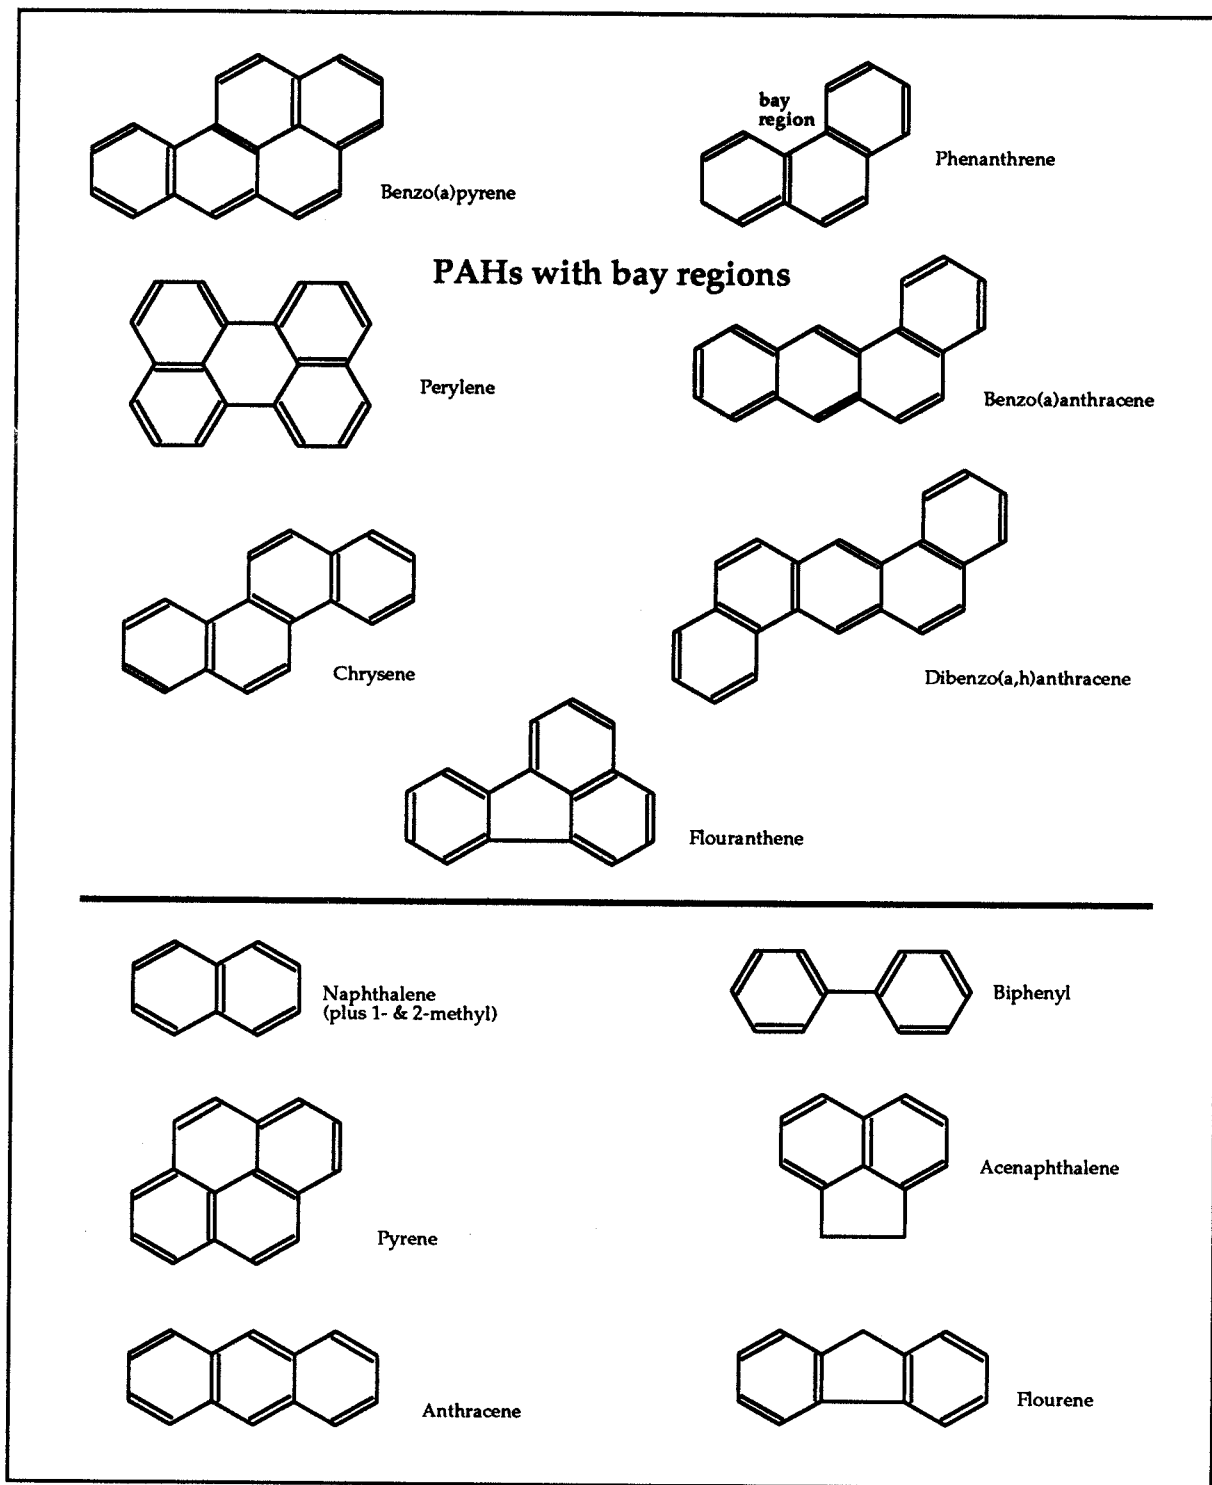 bay
region
Phenanthrene
Benzo(a)pyrene
PAHs with bay regions
Perylene
Benzo(a)anthracene
Chrysene
Dibenzo(a,h)anthracene
Flouranthene
Naphthalene
(plus 1- & 2-methyl)
Biphenyl
Acenaphthalene
Pyrene
Anthracene
Flourene